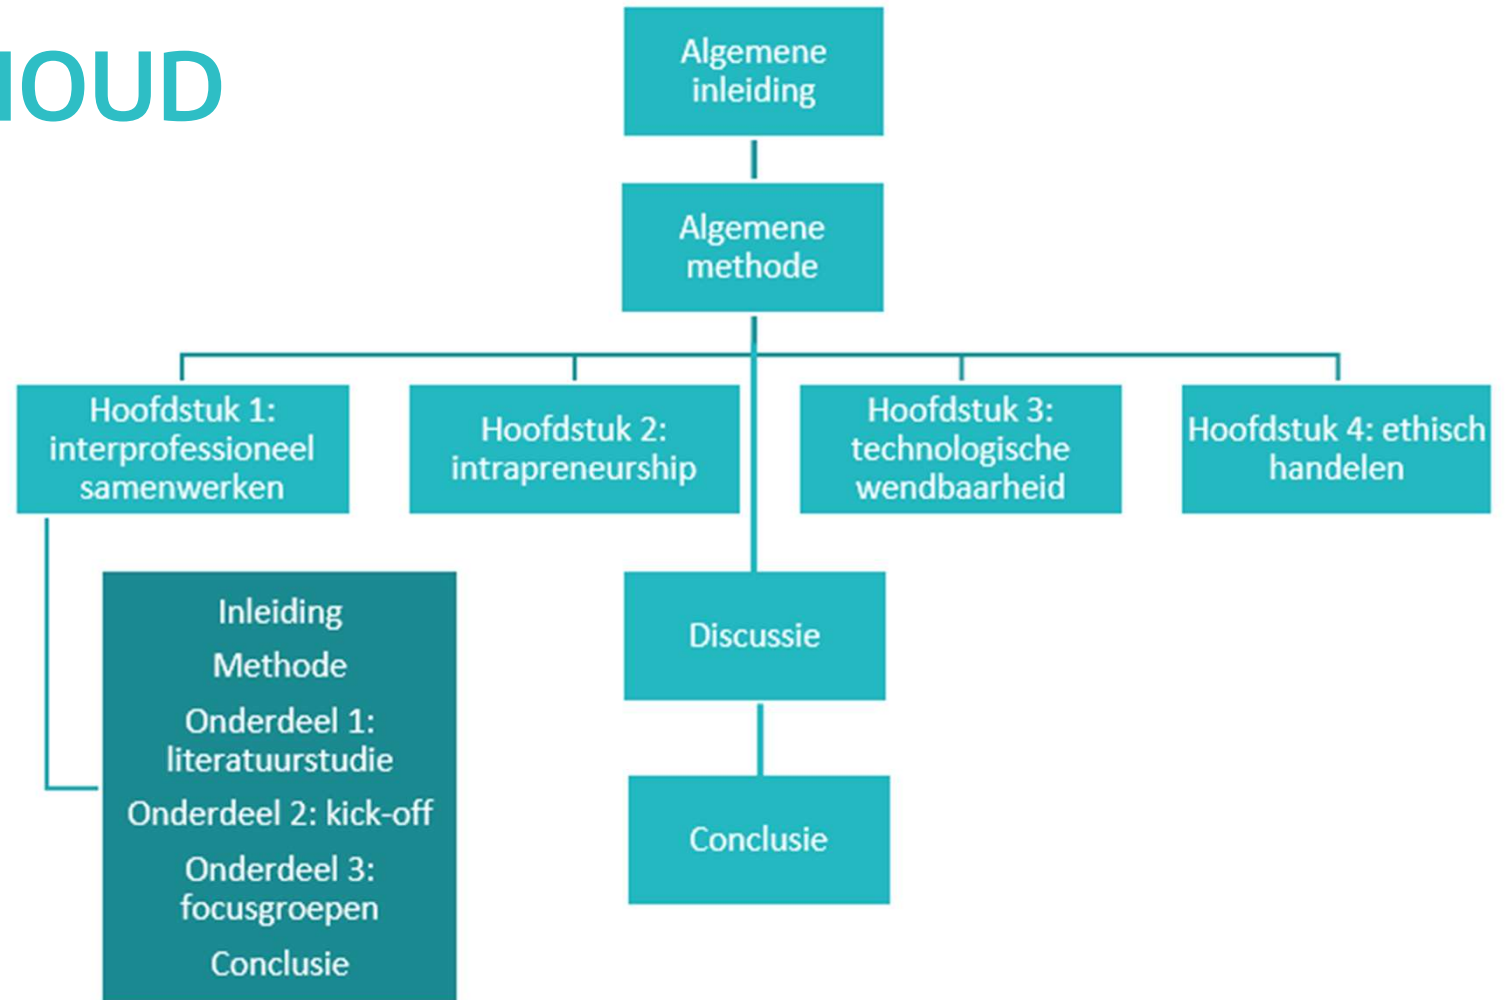 HOUD
Algemene
inleiding
Algemene
methode
Hoofdstuk 1:
interprofessioneel
samenwerken
Hoofdstuk 2:
intrapreneurship
Hoofdstuk 3:
technologische
wendbaarheid
Hoofdstuk 4: ethisch
handelen
Inleiding
Methode
Onderdeel 1:
literatuurstudie
Onderdeel 2: kick-off
Onderdeel 3:
focusgroepen
Conclusie
Discussie
Conclusie